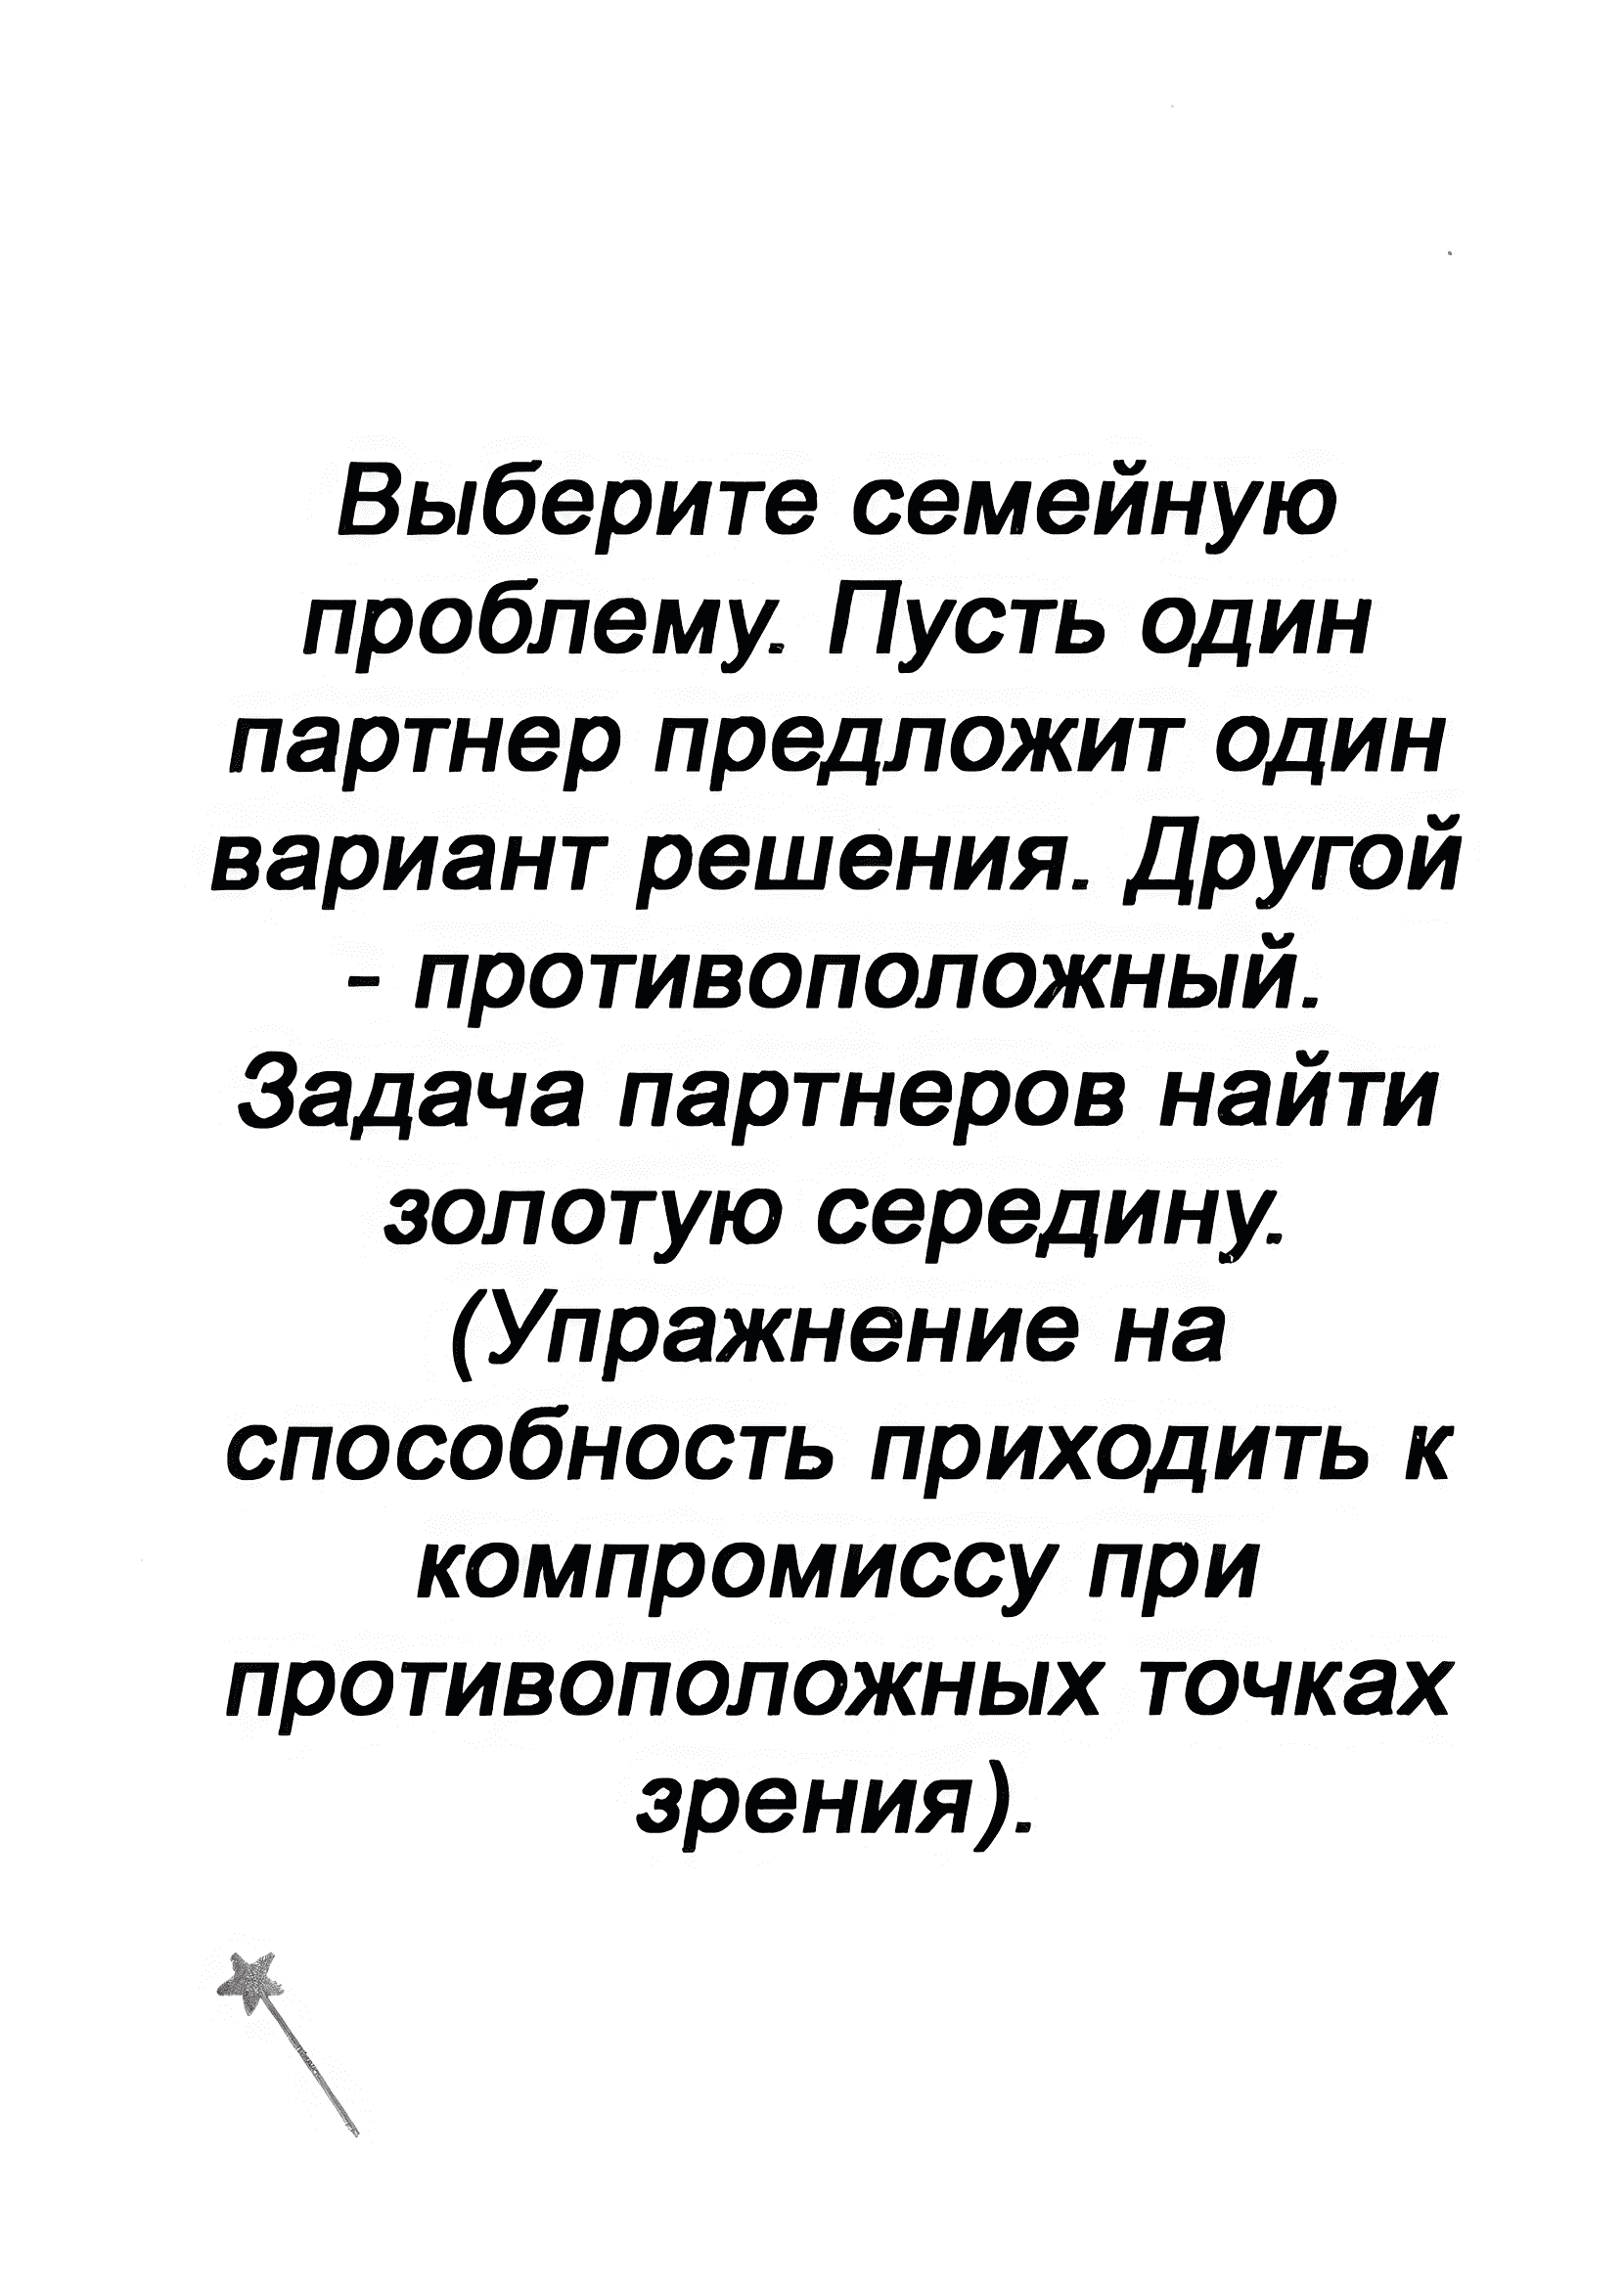 Выберите семейную
проблему. Пусть один
партнер предложит один
вариант решения. Другой
- противоположный.
Задача партнеров найти
золотую середину.
(Упражнение на
способность приходить к
компромиссу при
противоположных точках
зрения).